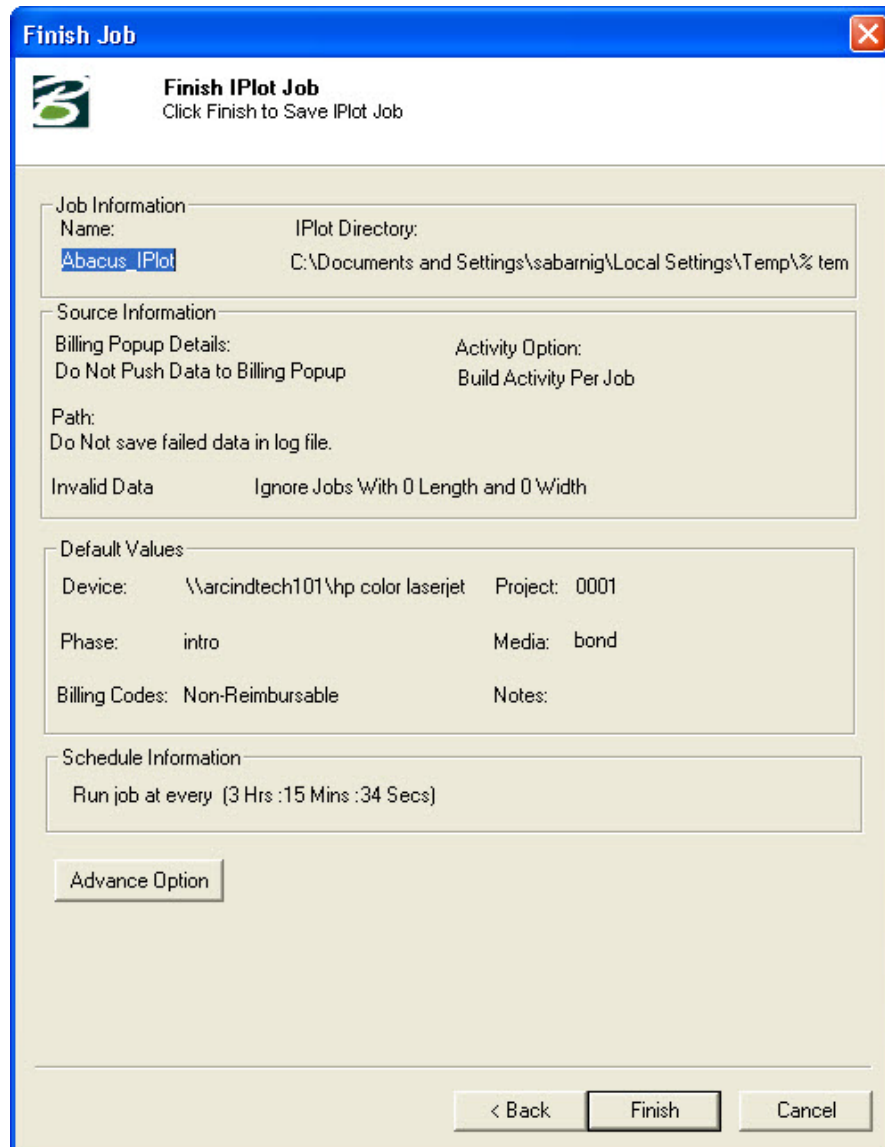 Finish Job
Finish IPlot Job
Click Finish to Save IPlot Job
Job Information
Name: IPlot Directory:
Abacus_IPlot C:\Documents and Settings\sabarnig\Local Settings\Temp\% tem
Source Information
Billing Popup Details: Activity Option:
Do Not Push Data to Billing Popup Build Activity Per Job
Path:
Do Not save failed data in log file.
Invalid Data Ignore Jobs With 0 Length and 0 Width
Default Values
Device: \\arcindtech101\hp color laserjet Project: 0001
Phase: intro Media: bond
Billing Codes: Non-Reimbursable Notes:
Schedule Information
Run job at every (3 Hrs :15 Mins :34 Secs)
Advance Option
< Back Finish Cancel